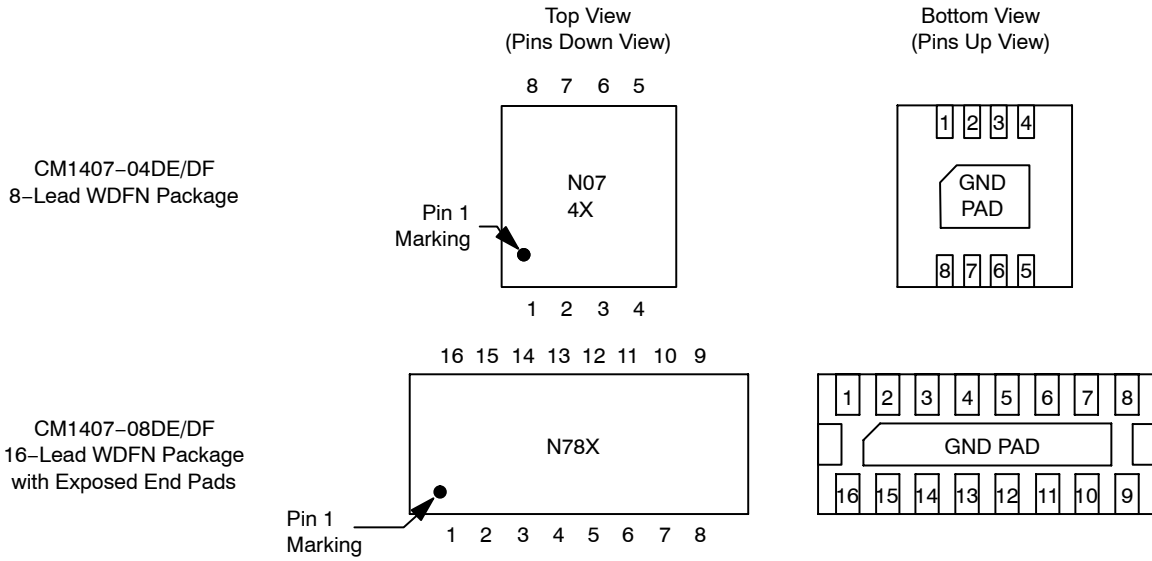 Top View
(Pins Down View)
Bottom View
(Pins Up View)
CM1407−04DE/DF
8−Lead WDFN Package
8 7 6 5
N07
4X
Pin 1
Marking
1 2 3 4
1 2 3 4
GND
PAD
8 7 6 5
CM1407−08DE/DF
16−Lead WDFN Package
with Exposed End Pads
16 15 14 13 12 11 10 9
N78X
Pin 1
Marking
1 2 3 4 5 6 7 8
1 2 3 4 5 6 7 8
GND PAD
16 15 14 13 12 11 10 9